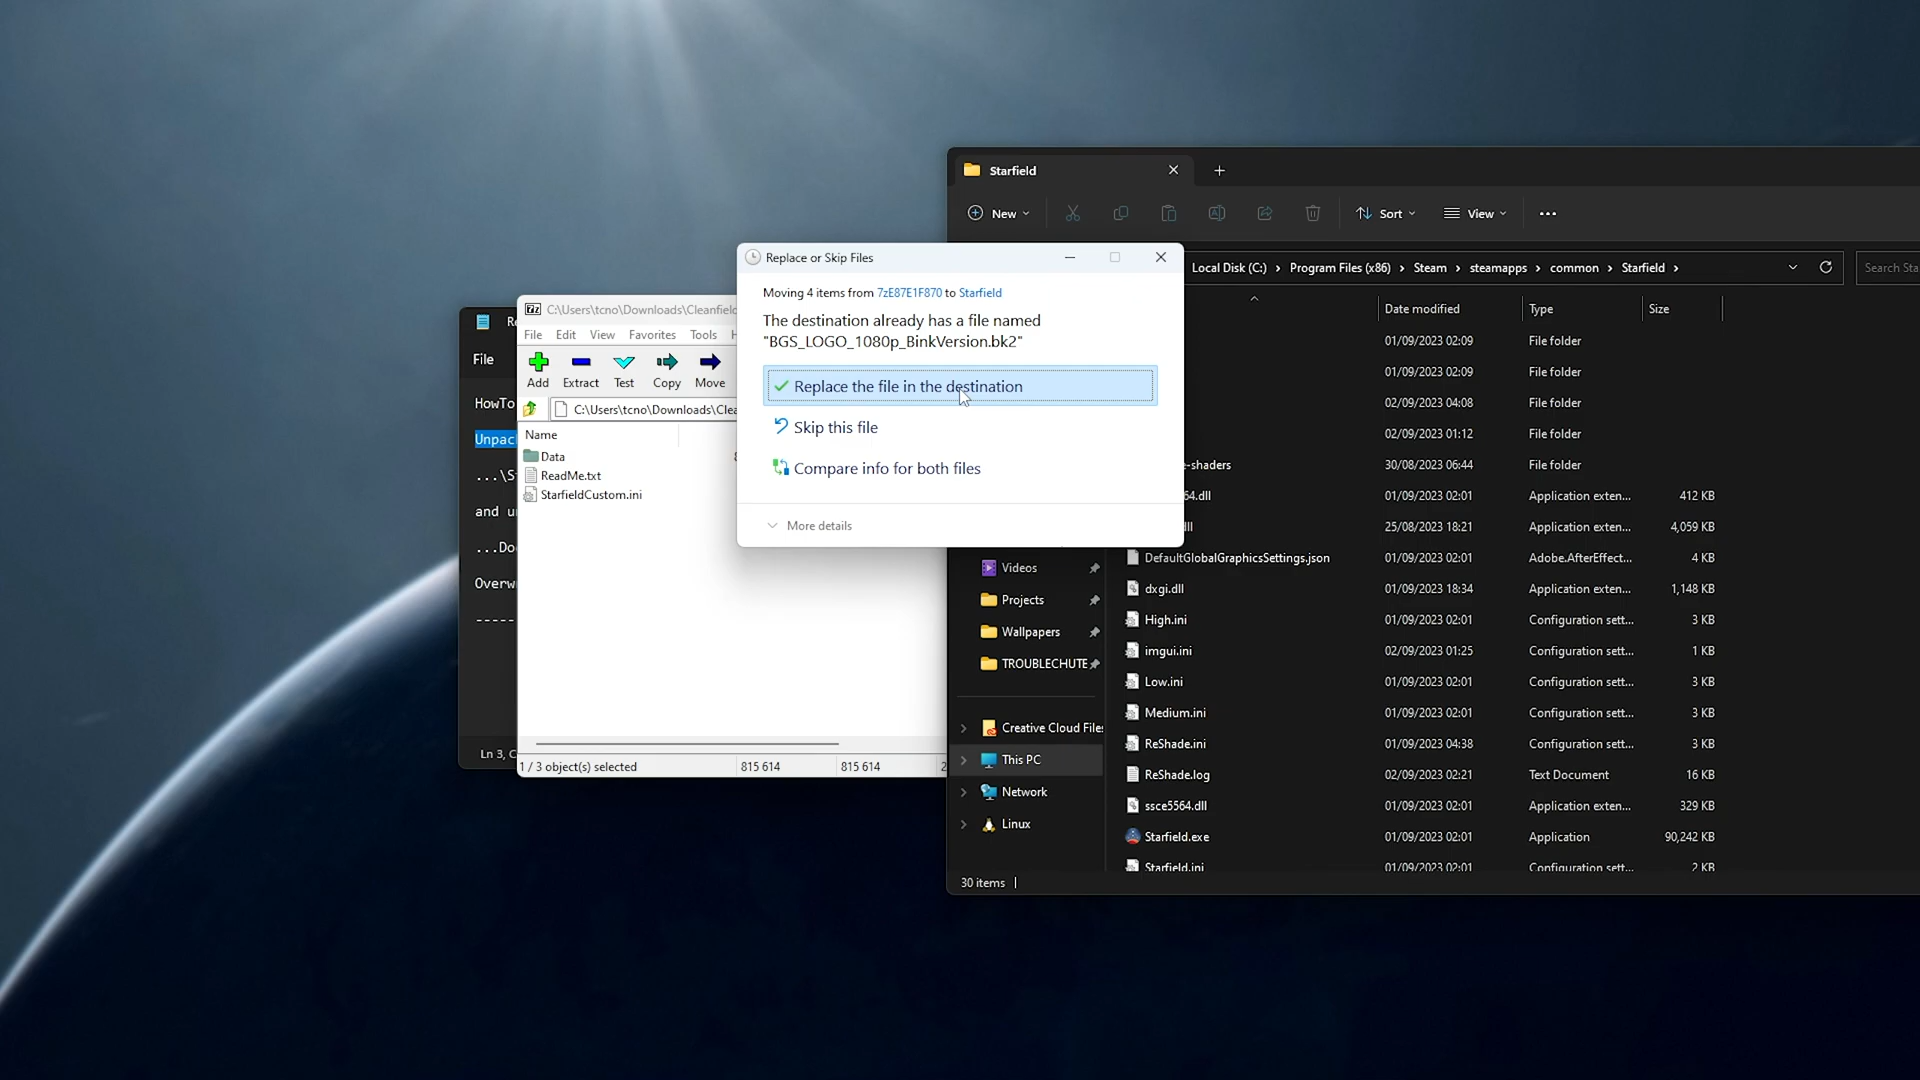 Starfield
New
Sort
View
Local Disk (C:) > Program Files (x86) > Steam > steamapps > common > Starfield >
Search Sta
Date modified Type Size
01/09/2023 02:09 File folder
01/09/2023 02:09 File folder
02/09/2023 04:08 File folder
02/09/2023 01:12 File folder
e-shaders 30/08/2023 06:44 File folder
64.dll 01/09/2023 02:01 Application exten... 412 KB
25/08/2023 18:21 Application exten... 4,059 KB
DefaultGlobalGraphicsSettings.json 01/09/2023 02:01 Adobe.AfterEffect... 4 KB
dxgi.dll 01/09/2023 18:34 Application exten... 1,148 KB
High.ini 01/09/2023 02:01 Configuration sett... 3 KB
imgui.ini 02/09/2023 01:25 Configuration sett... 1 KB
Low.ini 01/09/2023 02:01 Configuration sett... 3 KB
Medium.ini 01/09/2023 02:01 Configuration sett... 3 KB
ReShade.ini 01/09/2023 04:38 Configuration sett... 3 KB
ReShade.log 02/09/2023 02:21 Text Document 16 KB
ssce5564.dll 01/09/2023 02:01 Application exten... 329 KB
Starfield.exe 01/09/2023 02:01 Application 90,242 KB
Starfield.ini 01/09/2023 02:01 Configuration sett... 2 KB
Videos
Projects
Wallpapers
TROUBLECHUTE
Creative Cloud Files
This PC
Network
Linux
30 items
Replace or Skip Files
Moving 4 items from 7zE87E1F870 to Starfield
The destination already has a file named
"BGS_LOGO_1080p_BinkVersion.bk2"
Replace the file in the destination
Skip this file
Compare info for both files
More details
7z C:\Users\tcno\Downloads\Cleanfield
File Edit View Favorites Tools H
Add Extract Test Copy Move
C:\Users\tcno\Downloads\Clea
Name
Data 8
ReadMe.txt
StarfieldCustom.ini
1 / 3 object(s) selected 815 614 815 614 2
Re
File
HowTo
Unpac
...\S
and u
...Do
Overw
-----
Ln 3, C